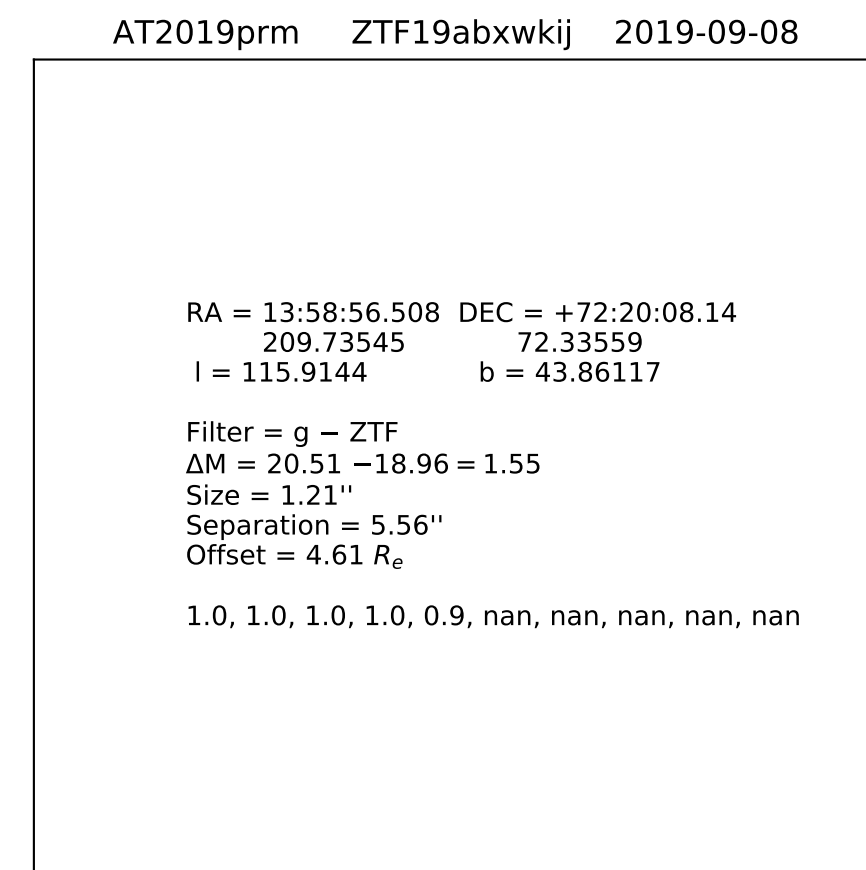 AT2019prm ZTF19abxwkij 2019-09-08
RA = 13:58:56.508 DEC = +72:20:08.14
209.73545 72.33559
l = 115.9144 b = 43.86117
Filter = g − ZTF
ΔM = 20.51 −18.96 = 1.55
Size = 1.21''
Separation = 5.56''
Offset = 4.61 Re
1.0, 1.0, 1.0, 1.0, 0.9, nan, nan, nan, nan, nan